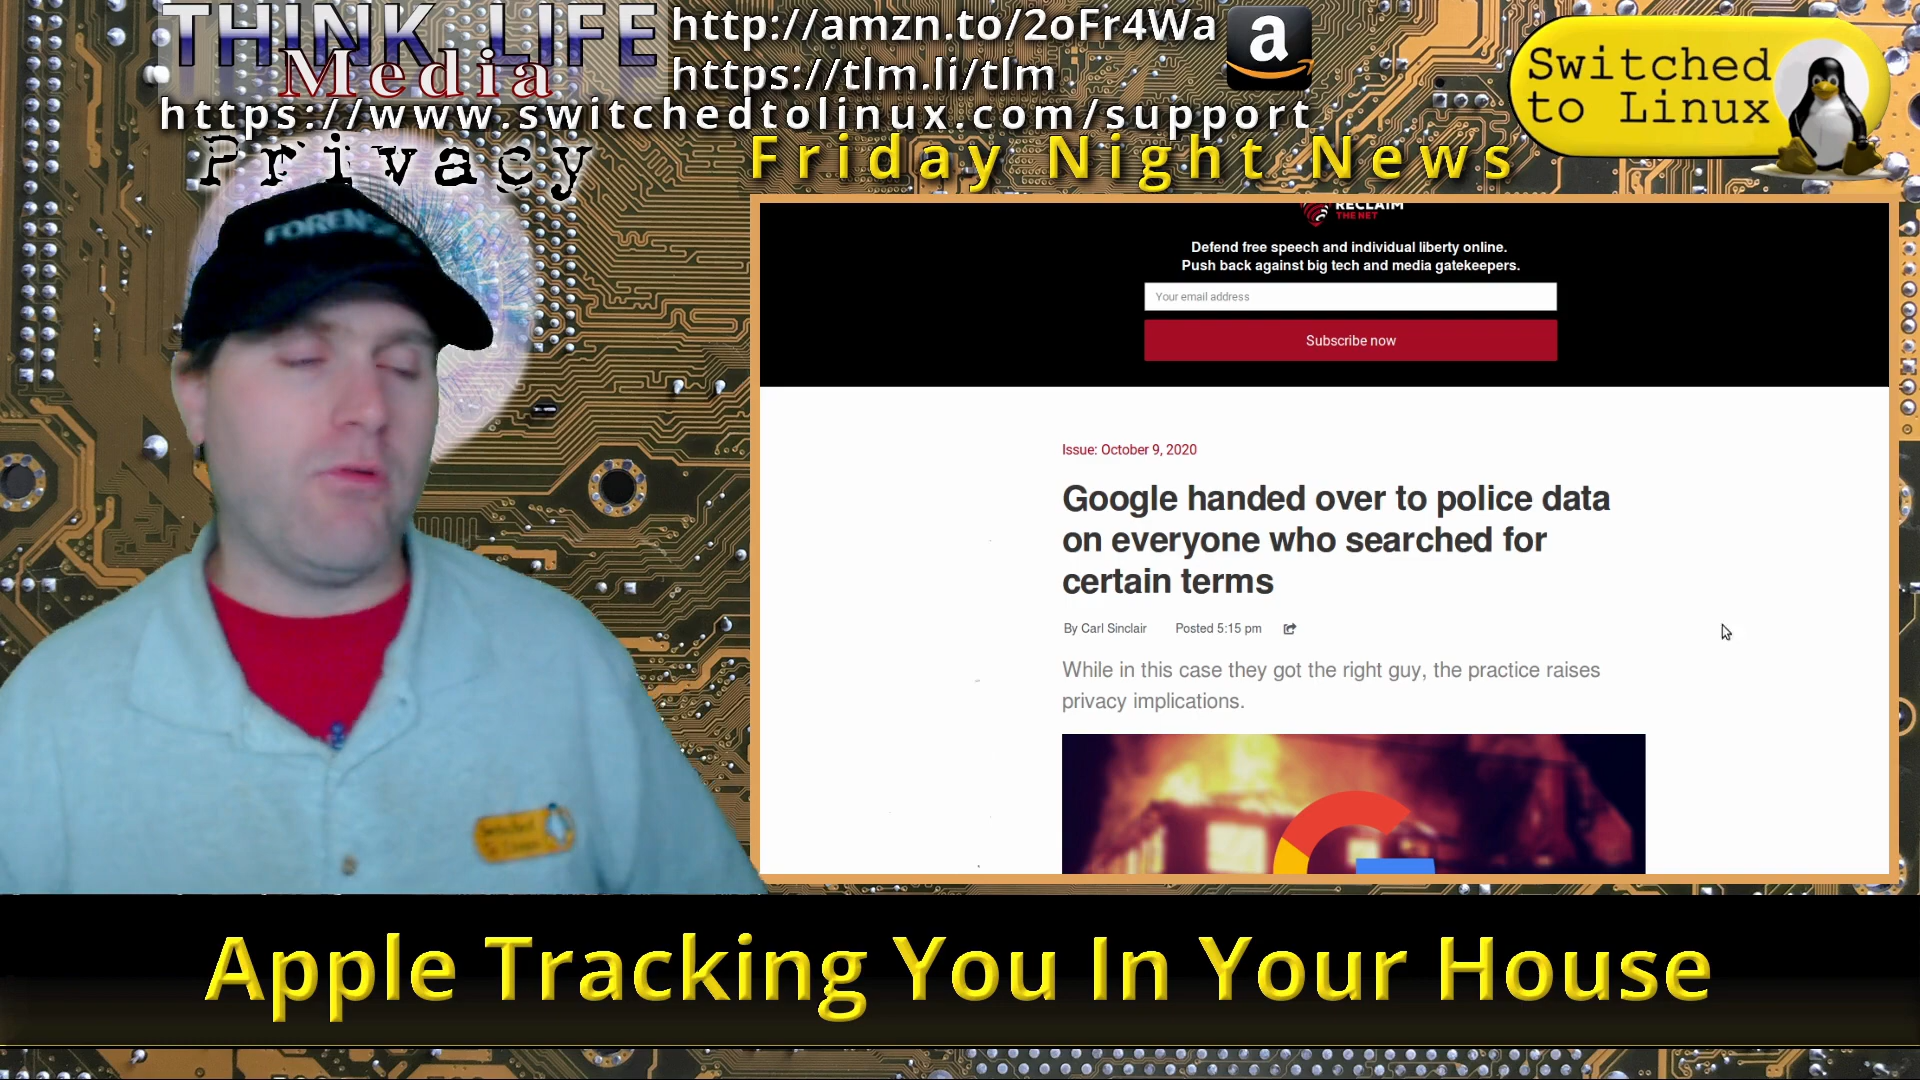 THINK LIFE
Media
http://amzn.to/2oFr4Wa
https://tlm.li/tlm
https://www.switchedtolinux.com/support
Privacy
Friday Night News
Switched
to Linux
RECLAIM
THE NET
Defend free speech and individual liberty online.
Push back against big tech and media gatekeepers.
Your email address
Subscribe now
Issue: October 9, 2020
Google handed over to police data
on everyone who searched for
certain terms
By Carl Sinclair
Posted 5:15 pm
While in this case they got the right guy, the practice raises
privacy implications.
Apple Tracking You In Your House